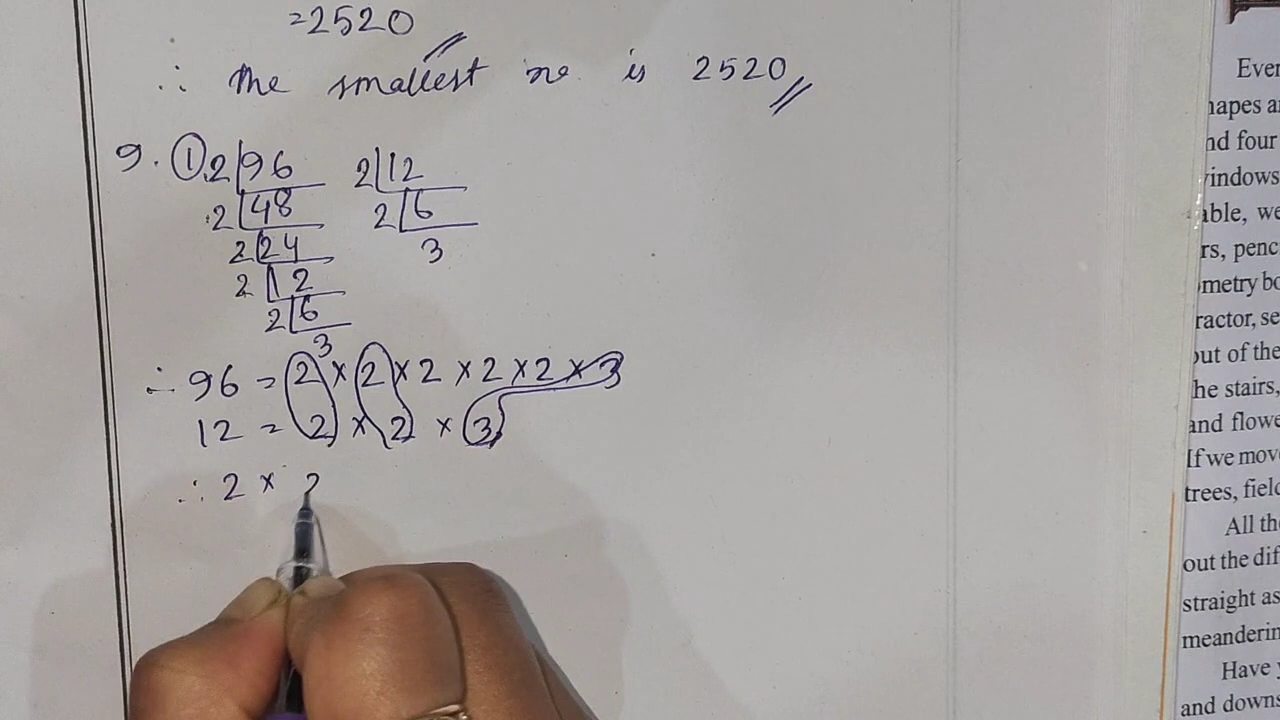 =2520
∴ the smallest no. is 2520
9. ① 2|96 2|12
2|48 2|6
2|24 3
2|12
2|6
3
∴ 96 = 2 × 2 × 2 × 2 × 2 × 3
12 = 2 × 2 × 3
∴ 2 × 2
Ever
hapes a
nd four
windows
able, we
rs, penc
metry bo
ractor, se
out of the
he stairs,
and flowe
If we mov
trees, field
All th
out the dif
straight as
meanderin
Have y
and downs